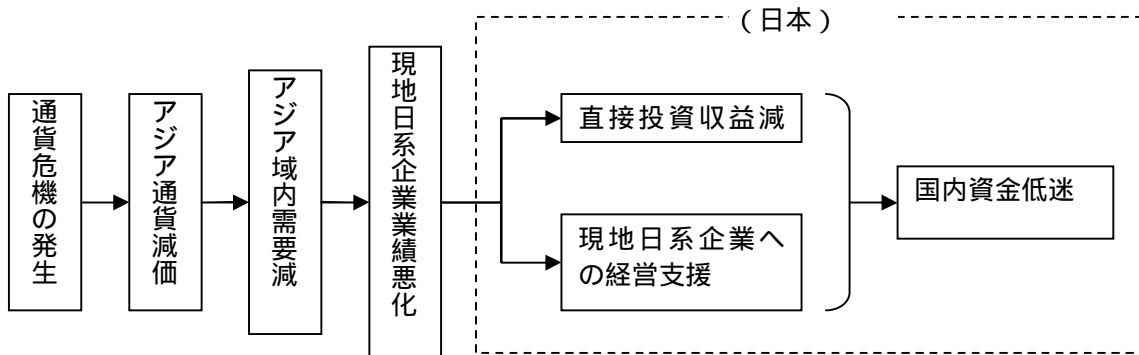 (日本)
通貨危機の発生
アジア通貨減価
アジア域内需要減
現地日系企業業績悪化
直接投資収益減
現地日系企業へ
の経営支援
国内資金低迷